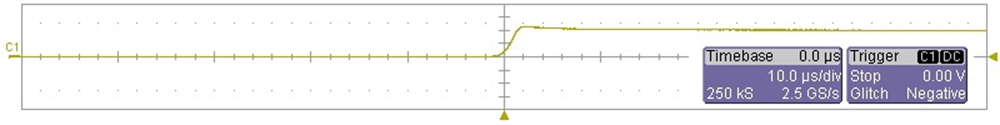 C1
Timebase 0.0 µs
10.0 µs/div
250 kS 2.5 GS/s
Trigger C1 DC
Stop 0.00 V
Glitch Negative